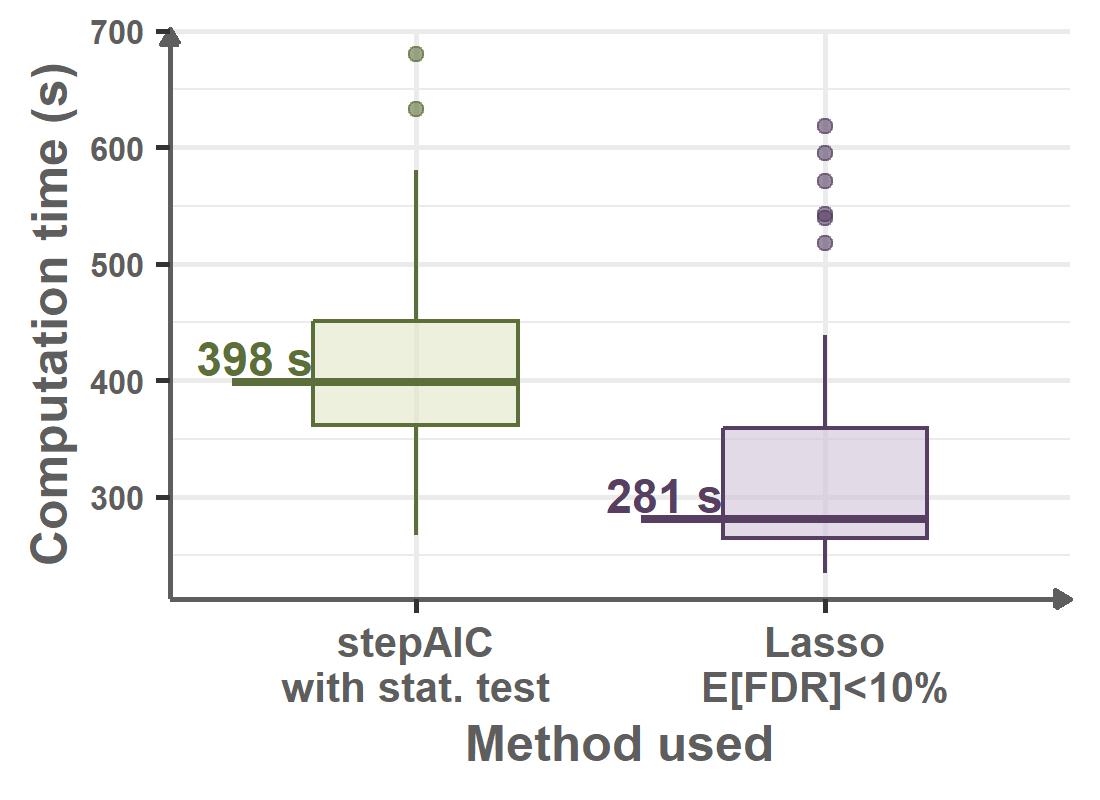 Computation time (s)
700
600
500
400
300
398 s
281 s
stepAIC
with stat. test
Lasso
E[FDR]<10%
Method used